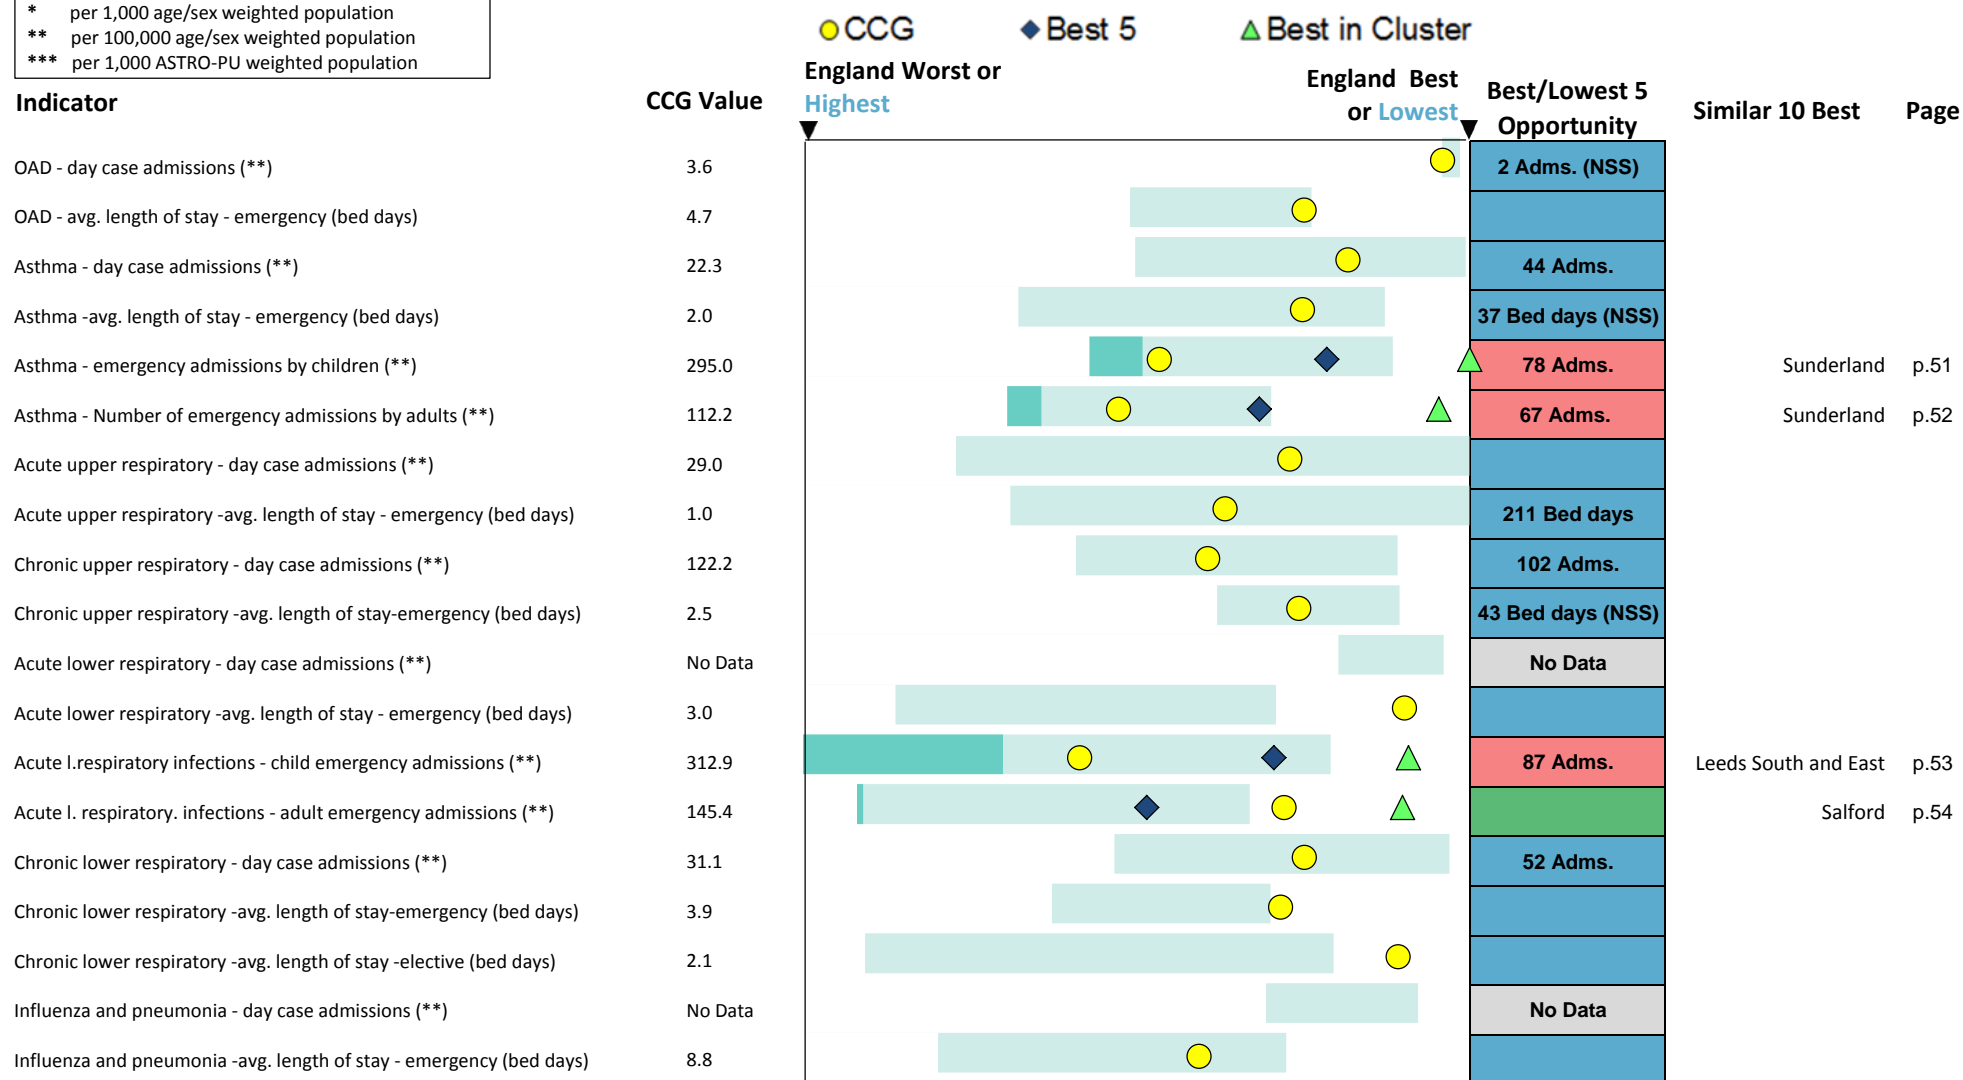 * per 1,000 age/sex weighted population
** per 100,000 age/sex weighted population
*** per 1,000 ASTRO-PU weighted population
CCG Best 5 Best in Cluster
Indicator CCG Value England Worst or Highest England Best or Lowest Best/Lowest 5 Opportunity Similar 10 Best Page
OAD - day case admissions (**) 3.6 2 Adms. (NSS)
OAD - avg. length of stay - emergency (bed days) 4.7
Asthma - day case admissions (**) 22.3 44 Adms.
Asthma -avg. length of stay - emergency (bed days) 2.0 37 Bed days (NSS)
Asthma - emergency admissions by children (**) 295.0 78 Adms. Sunderland p.51
Asthma - Number of emergency admissions by adults (**) 112.2 67 Adms. Sunderland p.52
Acute upper respiratory - day case admissions (**) 29.0
Acute upper respiratory -avg. length of stay - emergency (bed days) 1.0 211 Bed days
Chronic upper respiratory - day case admissions (**) 122.2 102 Adms.
Chronic upper respiratory -avg. length of stay-emergency (bed days) 2.5 43 Bed days (NSS)
Acute lower respiratory - day case admissions (**) No Data No Data
Acute lower respiratory -avg. length of stay - emergency (bed days) 3.0
Acute l.respiratory infections - child emergency admissions (**) 312.9 87 Adms. Leeds South and East p.53
Acute l. respiratory. infections - adult emergency admissions (**) 145.4 Salford p.54
Chronic lower respiratory - day case admissions (**) 31.1 52 Adms.
Chronic lower respiratory -avg. length of stay-emergency (bed days) 3.9
Chronic lower respiratory -avg. length of stay -elective (bed days) 2.1
Influenza and pneumonia - day case admissions (**) No Data No Data
Influenza and pneumonia -avg. length of stay - emergency (bed days) 8.8